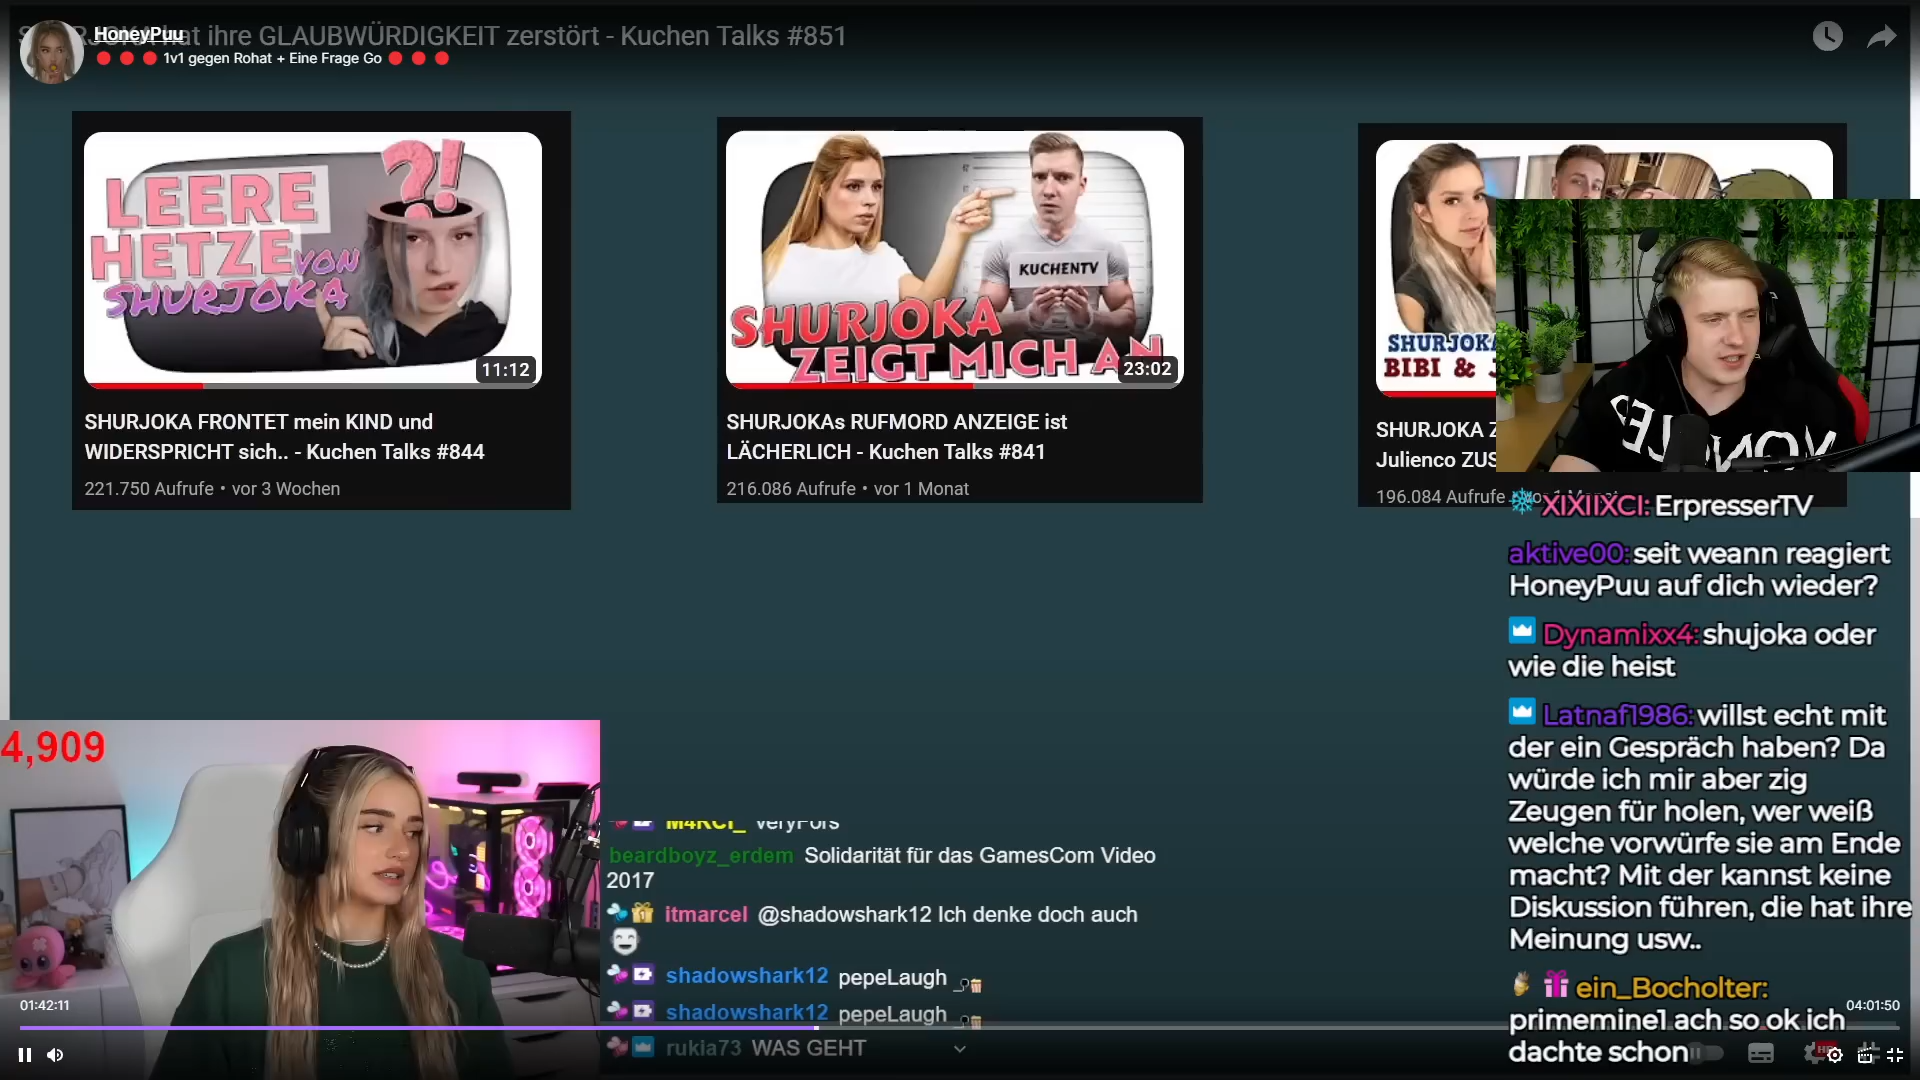 SHURJOKA hat ihre GLAUBWÜRDIGKEIT zerstört - Kuchen Talks #851
HoneyPuu
1v1 gegen Rohat + Eine Frage Go
LEERE
HETZE VON
SHURJOKA
?!
11:12
SHURJOKA FRONTET mein KIND und
WIDERSPRICHT sich.. - Kuchen Talks #844
221.750 Aufrufe • vor 3 Wochen
KUCHENTV
SHURJOKA
ZEIGT MICH AN
23:02
SHURJOKAs RUFMORD ANZEIGE ist
LÄCHERLICH - Kuchen Talks #841
216.086 Aufrufe • vor 1 Monat
SHURJOKA
BIBI &
SHURJOKA Z
Julienco ZUS
196.084 Aufrufe • vor 1 Monat
XIXIIXCI: ErpresserTV
aktive00: seit weann reagiert
HoneyPuu auf dich wieder?
Dynamixx4: shujoka oder
wie die heist
Latnaf1986: willst echt mit
der ein Gespräch haben? Da
würde ich mir aber zig
Zeugen für holen, wer weiß
welche vorwürfe sie am Ende
macht? Mit der kannst keine
Diskussion führen, die hat ihre
Meinung usw..
ein_Bocholter:
primemine1 ach so ok ich
dachte schon
4,909
M4RCI_ veryFors
beardboyz_erdem Solidarität für das GamesCom Video
2017
itmarcel @shadowshark12 Ich denke doch auch
shadowshark12 pepeLaugh
shadowshark12 pepeLaugh
rukia73 WAS GEHT
01:42:11
04:01:50